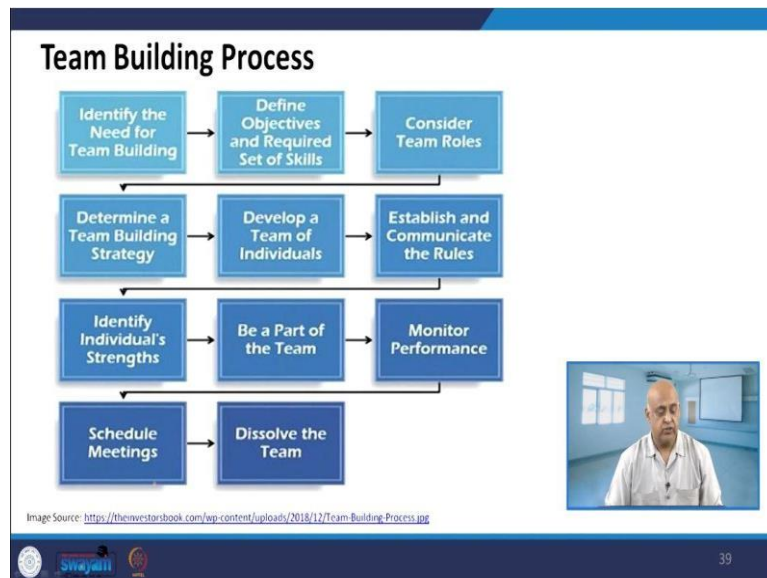 Team Building Process
Identify the
Need for
Team Building
Define
Objectives
and Required
Set of Skills
Consider
Team Roles
Determine a
Team Building
Strategy
Develop a
Team of
Individuals
Establish and
Communicate
the Rules
Identify
Individual's
Strengths
Be a Part of
the Team
Monitor
Performance
Schedule
Meetings
Dissolve the
Team
Image Source: https://theinvestorsbook.com/wp-content/uploads/2018/12/Team-Building-Process.jpg
swayam
39